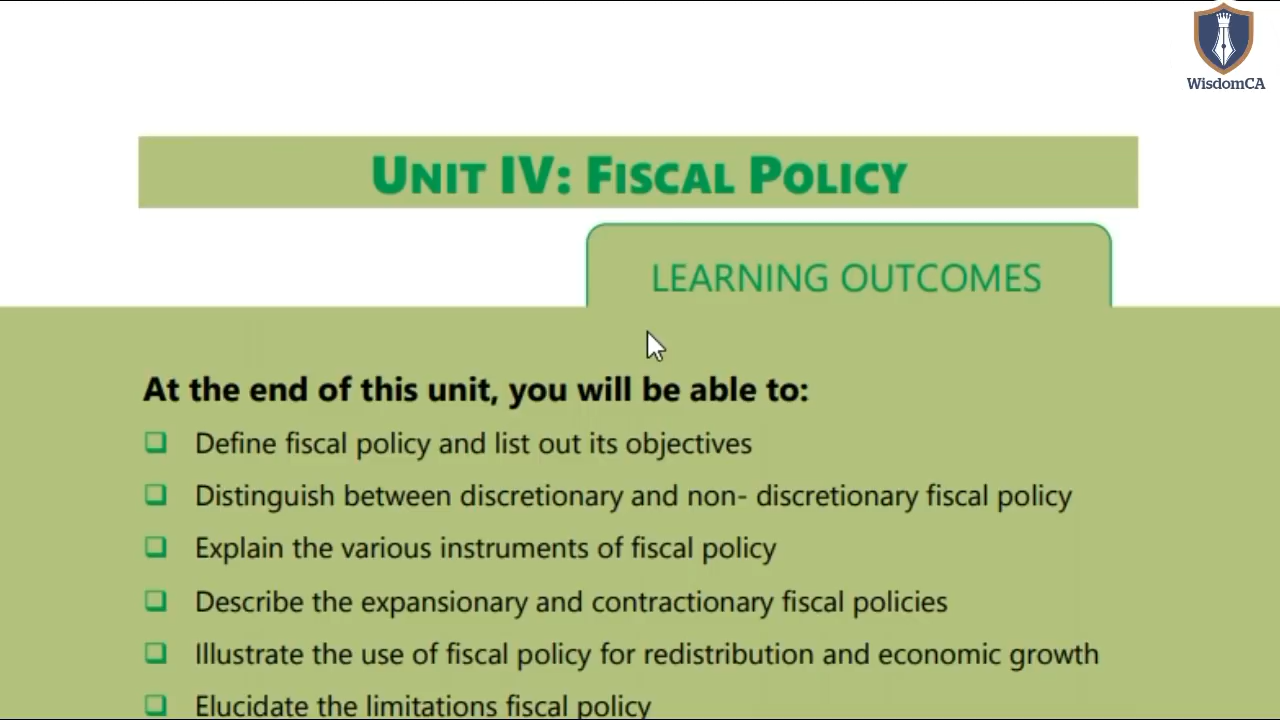 WisdomCA
UNIT IV: FISCAL POLICY
LEARNING OUTCOMES
At the end of this unit, you will be able to:
❑ Define fiscal policy and list out its objectives
❑ Distinguish between discretionary and non- discretionary fiscal policy
❑ Explain the various instruments of fiscal policy
❑ Describe the expansionary and contractionary fiscal policies
❑ Illustrate the use of fiscal policy for redistribution and economic growth
❑ Elucidate the limitations fiscal policy